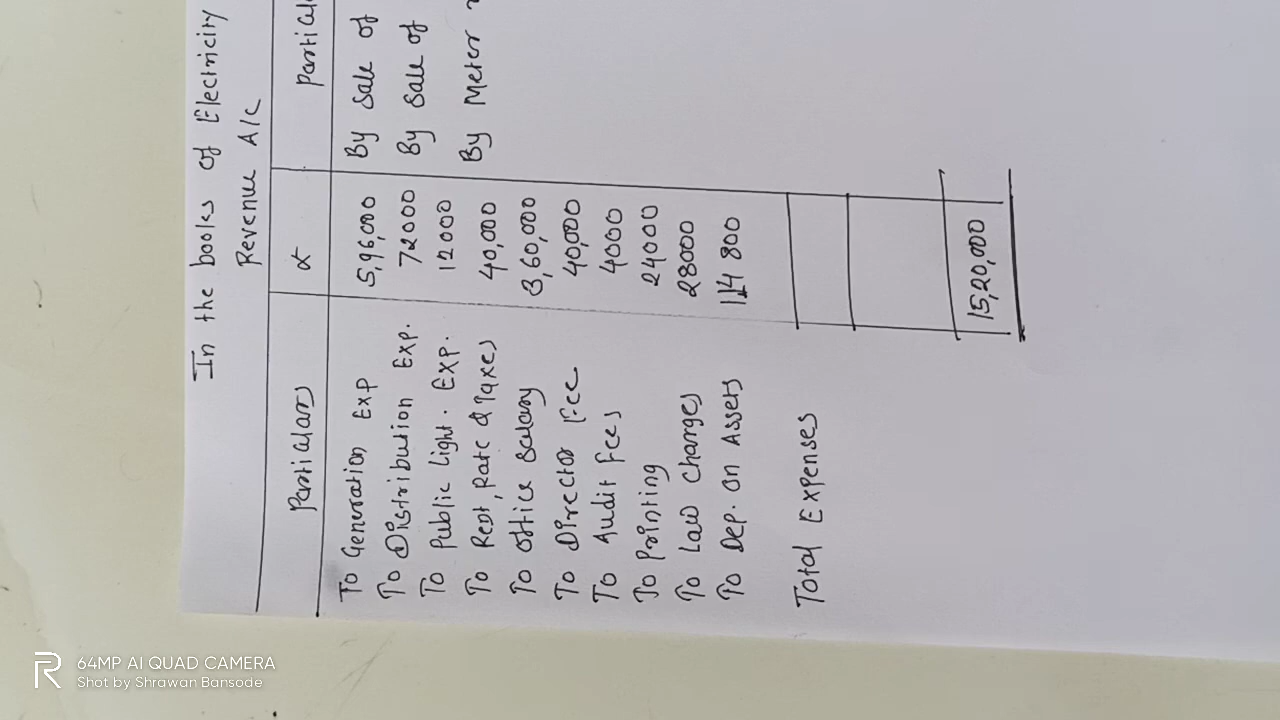 In the books of Electricity
Revenue A/c
Particulars ₹ Particul
To Generation Exp 5,96,000 By Sale of
To Distribution Exp. 72000 By Sale of
To Public Light. Exp. 12000
To Rent, Rate & Taxes 40,000 By Meter
To Office Salary 3,60,000
To Director Fee 40,000
To Audit Fees 4000
To Printing 24000
To Law Charges 28000
To Dep. on Assets 114 800
Total Expenses
15,20,000
64MP AI QUAD CAMERA
Shot by Shrawan Bansode